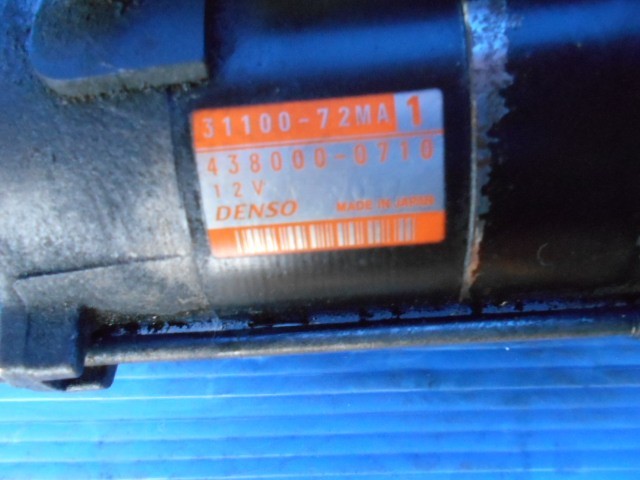 31100-72MA 1
438000-0710
12V
DENSO MADE IN JAPAN